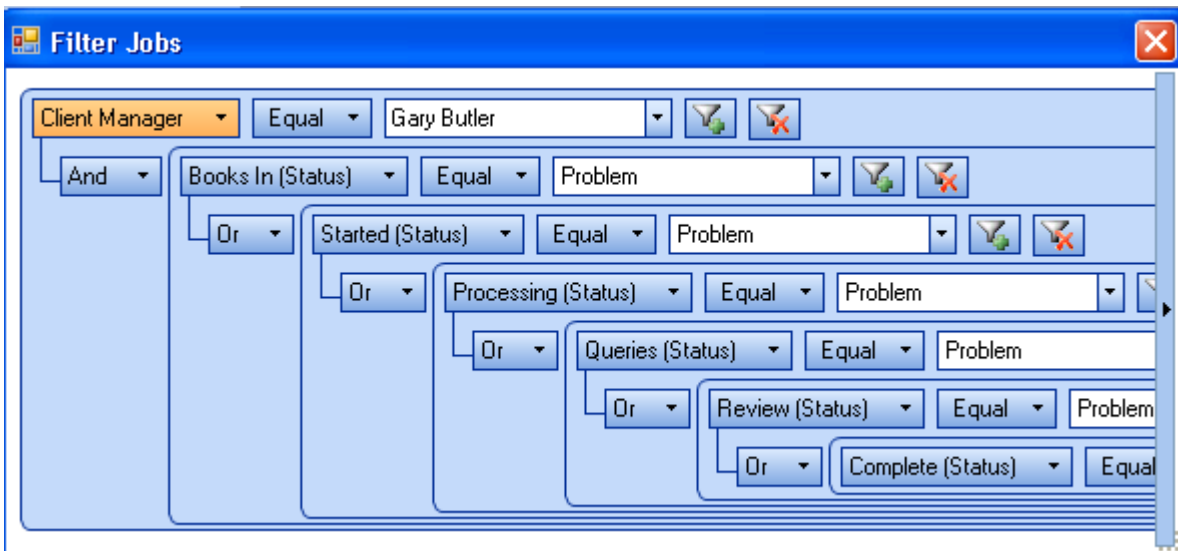 Filter Jobs
Client Manager Equal Gary Butler
And Books In (Status) Equal Problem
Or Started (Status) Equal Problem
Or Processing (Status) Equal Problem
Or Queries (Status) Equal Problem
Or Review (Status) Equal Problem
Or Complete (Status) Equal